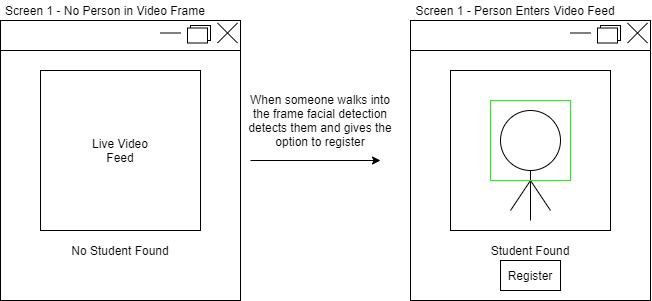 Screen 1 - No Person in Video Frame
Screen 1 - Person Enters Video Feed
When someone walks into
the frame facial detection
detects them and gives the
option to register
Live Video
Feed
No Student Found
Student Found
Register